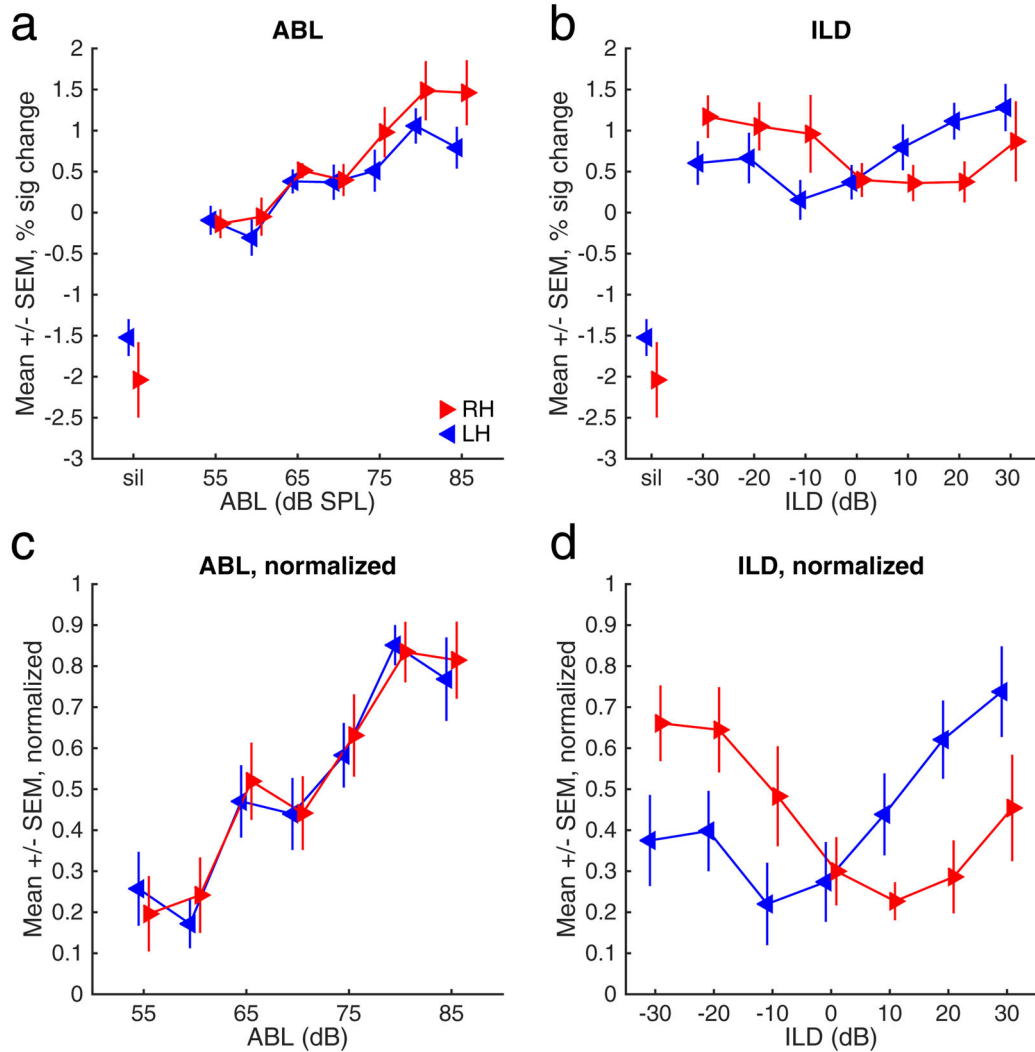 a
ABL
Mean +/- SEM, % sig change
2
1.5
1
0.5
0
-0.5
-1
-1.5
-2
-2.5
-3
RH
LH
sil 55 65 75 85
ABL (dB SPL)
b
ILD
Mean +/- SEM, % sig change
2
1.5
1
0.5
0
-0.5
-1
-1.5
-2
-2.5
-3
sil -30 -20 -10 0 10 20 30
ILD (dB)
c
ABL, normalized
Mean +/- SEM, normalized
1
0.9
0.8
0.7
0.6
0.5
0.4
0.3
0.2
0.1
0
55 65 75 85
ABL (dB)
d
ILD, normalized
Mean +/- SEM, normalized
1
0.9
0.8
0.7
0.6
0.5
0.4
0.3
0.2
0.1
0
-30 -20 -10 0 10 20 30
ILD (dB)